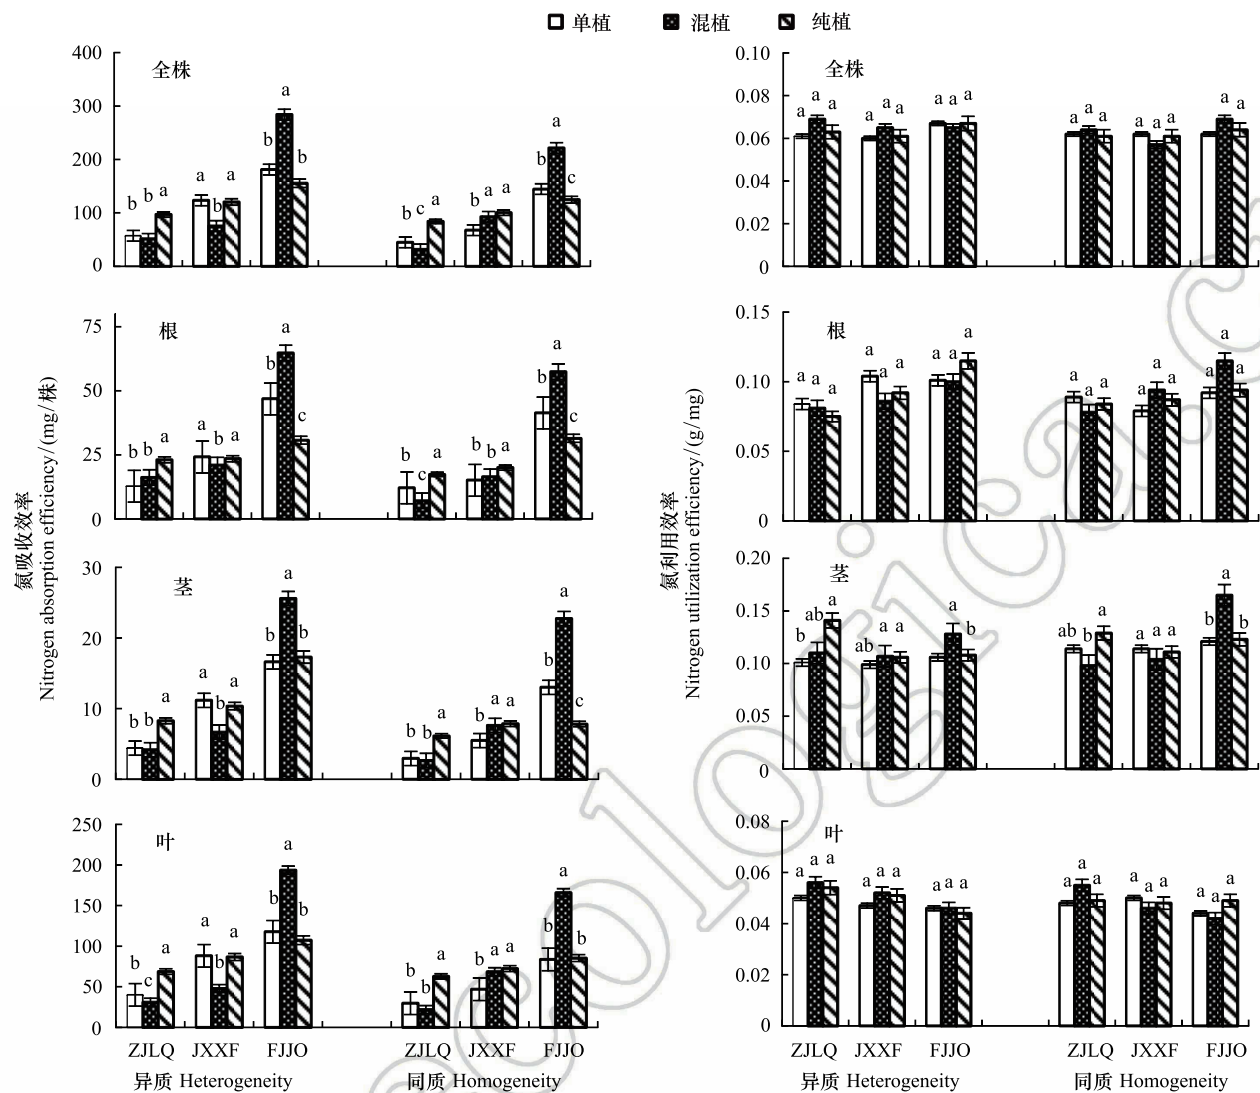 单植 混植 纯植
全株
400
300
200
100
0
b b a a b a b a b
b c a b a a b a c
全株
0.10
0.08
0.06
0.04
0.02
0
a a a a a a a a a
a a a a a a a a a
根
75
50
25
0
b b a a b a b a c
b c a b b a b a c
根
0.15
0.10
0.05
0
a a a a a a a a a
a a a a a a a a a
茎
30
20
10
0
b b a a b a b a b
b b a b a a b a c
茎
0.20
0.15
0.10
0.05
0
b ab a ab a a a b
ab b a a a a b a b
叶
250
200
150
100
50
0
b c a a b a b a b
b b a b a a b a b
叶
0.08
0.06
0.04
0.02
0
a a a a a a a a a
a a a a a a a a a
氮吸收效率
Nitrogen absorption efficiency/(mg/株)
氮利用效率
Nitrogen utilization efficiency/(g/mg)
ZJLQ JXXF FJJO ZJLQ JXXF FJJO
异质 Heterogeneity 同质 Homogeneity
ZJLQ JXXF FJJO ZJLQ JXXF FJJO
异质 Heterogeneity 同质 Homogeneity
ecologica.c